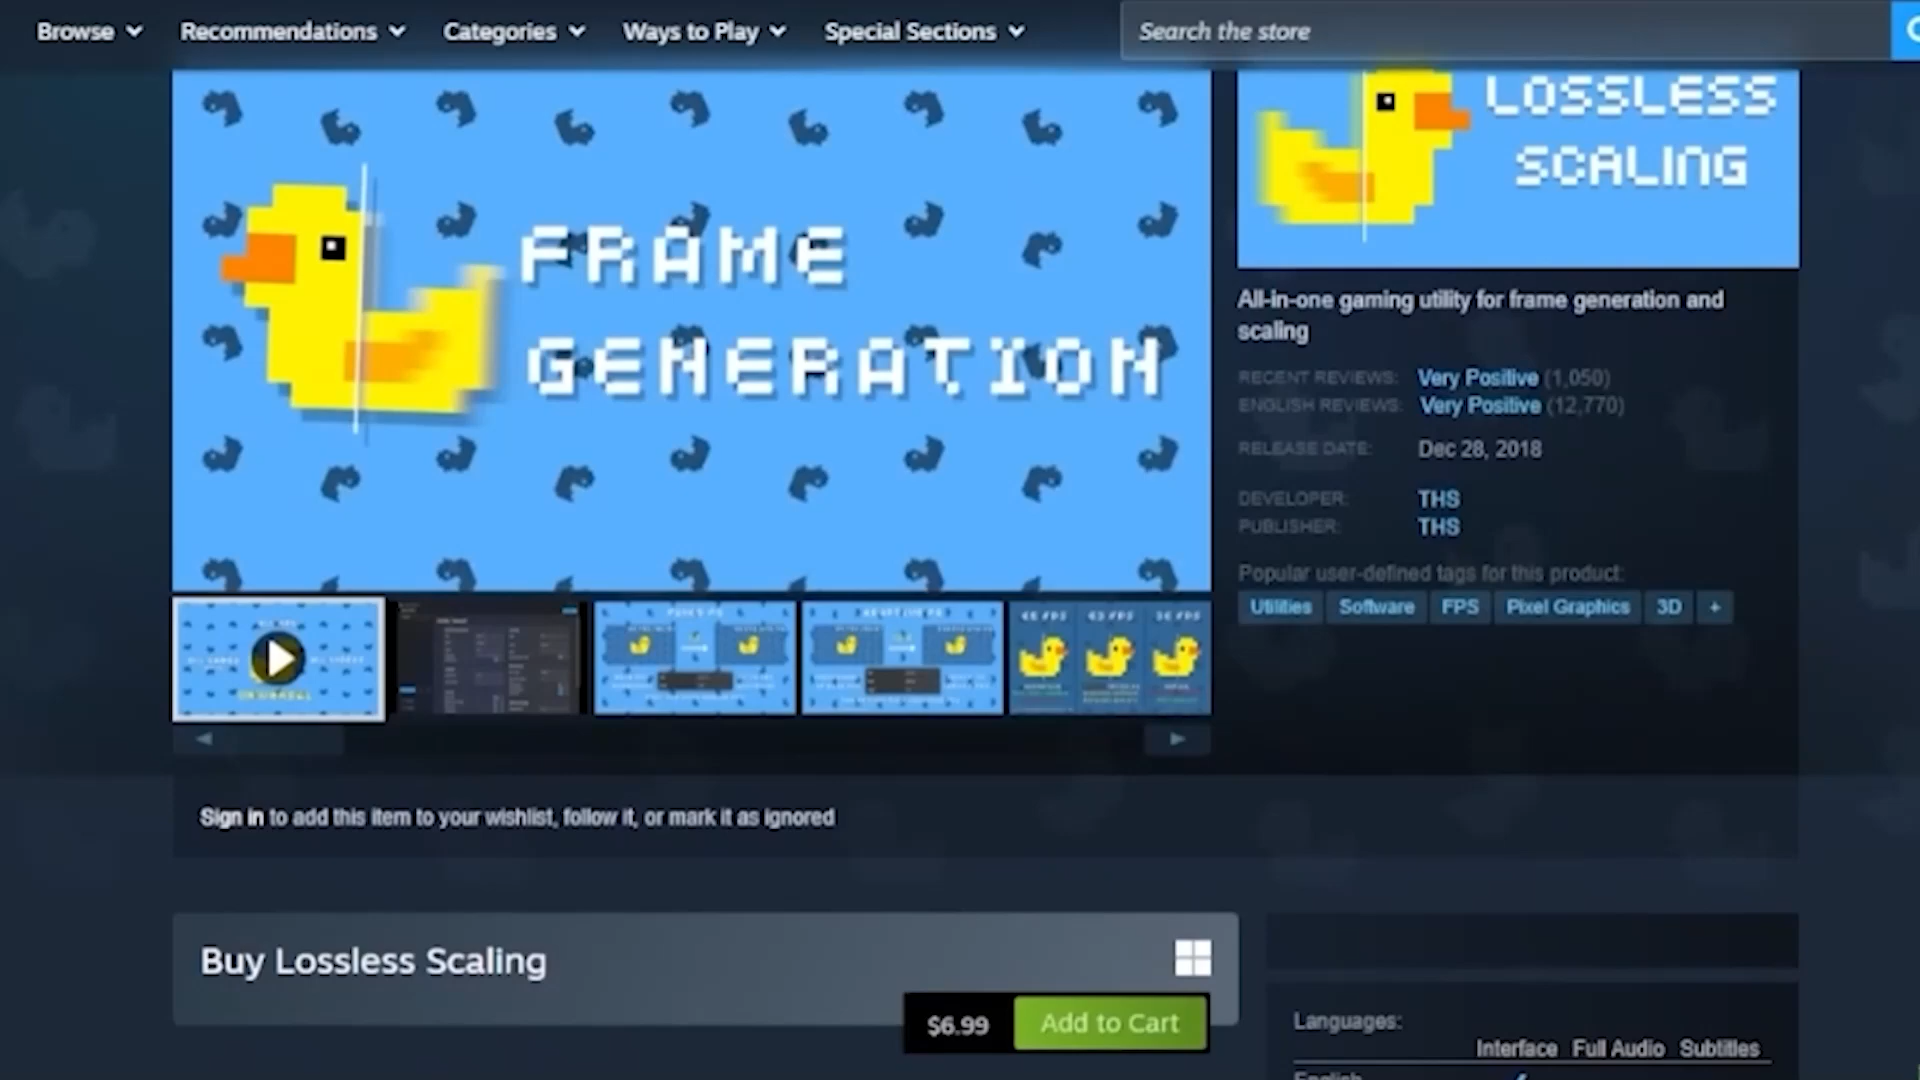 Browse
Recommendations
Categories
Ways to Play
Special Sections
Search the store
FRAME
GENERATION
LOSSLESS
SCALING
All-in-one gaming utility for frame generation and
scaling
RECENT REVIEWS: Very Positive (1,050)
ENGLISH REVIEWS: Very Positive (12,770)
RELEASE DATE: Dec 28, 2018
DEVELOPER: THS
PUBLISHER: THS
Popular user-defined tags for this product:
Utilities Software FPS Pixel Graphics 3D +
Sign in to add this item to your wishlist, follow it, or mark it as ignored
Buy Lossless Scaling
$6.99
Add to Cart
Languages:
Interface Full Audio Subtitles
English